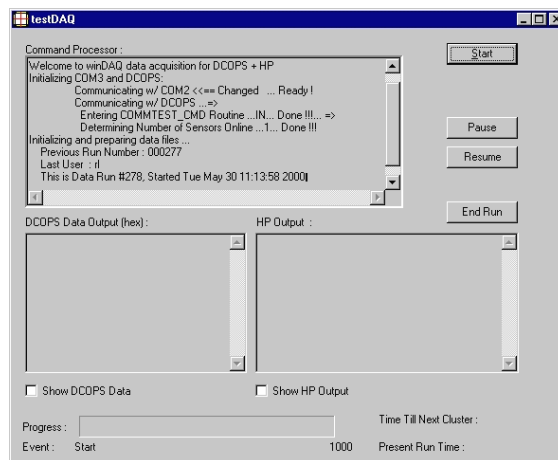 testDAQ
Command Processor :
Start
Welcome to winDAQ data acquisition for DCOPS + HP
Initializing COM3 and DCOPS:
Communicating w/ COM2 <<== Changed ... Ready !
Communicating w/ DCOPS ...=>
Entering COMMTEST_CMD Routine ...IN... Done !!!... =>
Determining Number of Sensors Online ...1... Done !!!
Initializing and preparing data files ...
Previous Run Number : 000277
Last User : rl
This is Data Run #278, Started Tue May 30 11:13:58 2000
Pause
Resume
End Run
DCOPS Data Output (hex) :
HP Output :
Show DCOPS Data
Show HP Output
Progress :
Time Till Next Cluster :
Event : Start 1000
Present Run Time :